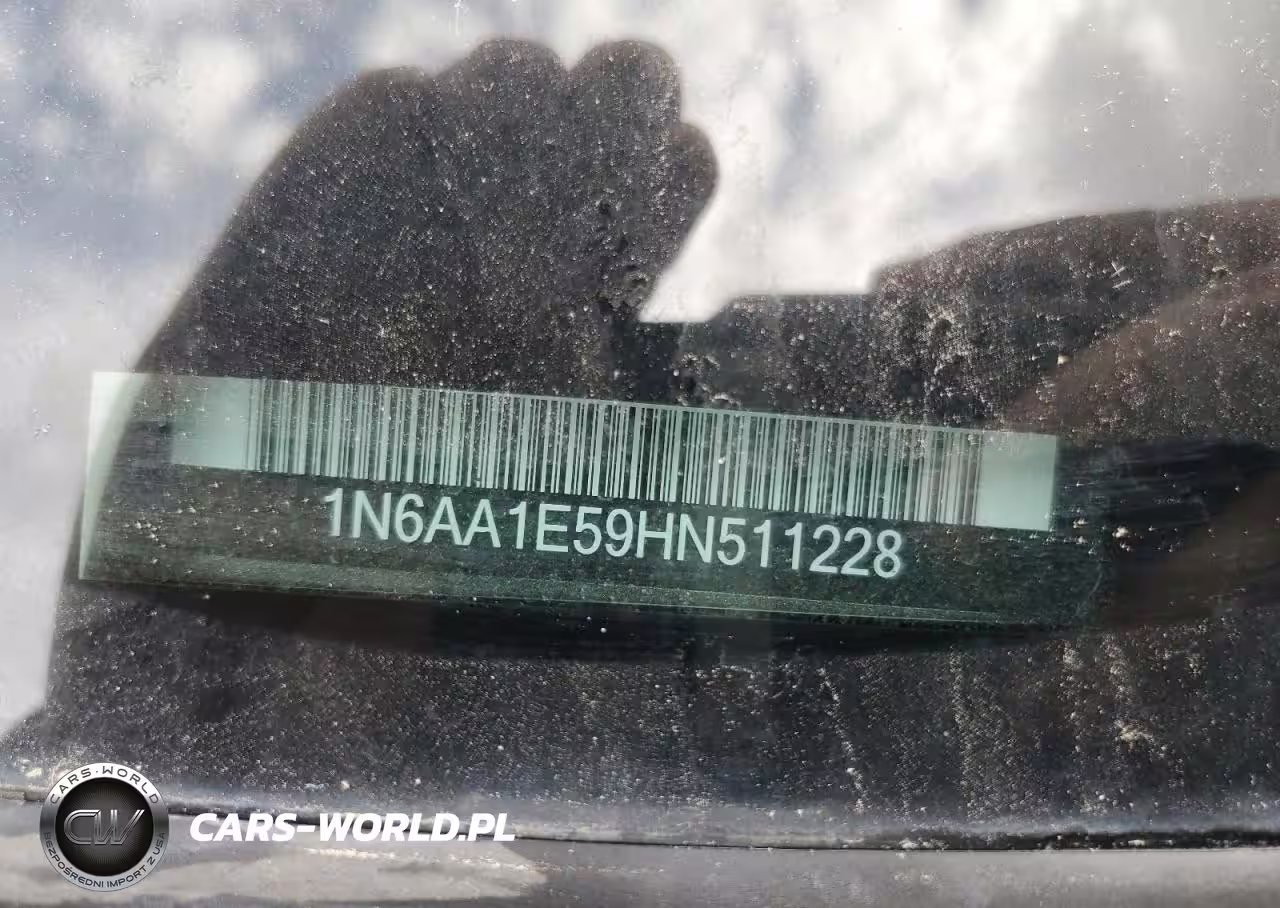 1N6AA1E59HN511228
CARS-WORLD
CW
BEZPOŚREDNI IMPORT Z USA
CARS-WORLD.PL